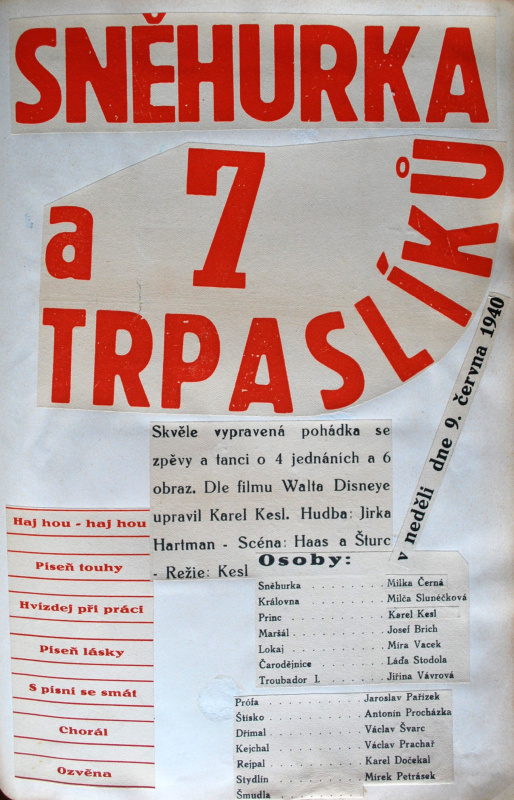 SNĚHURKA
a 7
TRPASLÍKŮ
v neděli dne 9. června 1940
Skvěle vypravená pohádka se
zpěvy a tanci o 4 jednáních a 6
obraz. Dle filmu Walta Disneye
upravil Karel Kesl. Hudba: Jirka
Hartman - Scéna: Haas a Šturc
- Režie: Kesl
Haj hou - haj hou
Píseň touhy
Hvízdej při práci
Píseň lásky
S písní se smát
Chorál
Ozvěna
Osoby:
Sněhurka . . . . . . . . Milka Černá
Královna . . . . . . . . Milča Slunéčková
Princ . . . . . . . . Karel Kesl
Maršál . . . . . . . . Josef Brich
Lokaj . . . . . . . . Míra Vacek
Čarodějnice . . . . . . . . Láďa Stodola
Troubador I. . . . . . . . Jiřina Vávrová
Prófa . . . . . . . . Jaroslav Pařízek
Štísko . . . . . . . . Antonín Procházka
Dřímal . . . . . . . . Václav Švarc
Kejchal . . . . . . . . Václav Prachař
Rejpal . . . . . . . . Karel Dočekal
Stydlín . . . . . . . . Mirek Petrásek
Šmudla . . . . . . . .